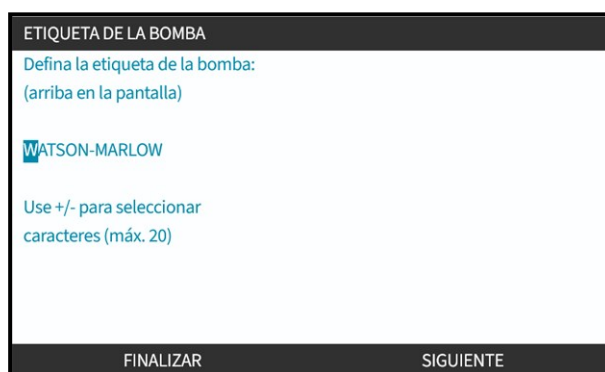 ETIQUETA DE LA BOMBA
Defina la etiqueta de la bomba:
(arriba en la pantalla)
WATSON-MARLOW
Use +/- para seleccionar
caracteres (máx. 20)
FINALIZAR SIGUIENTE